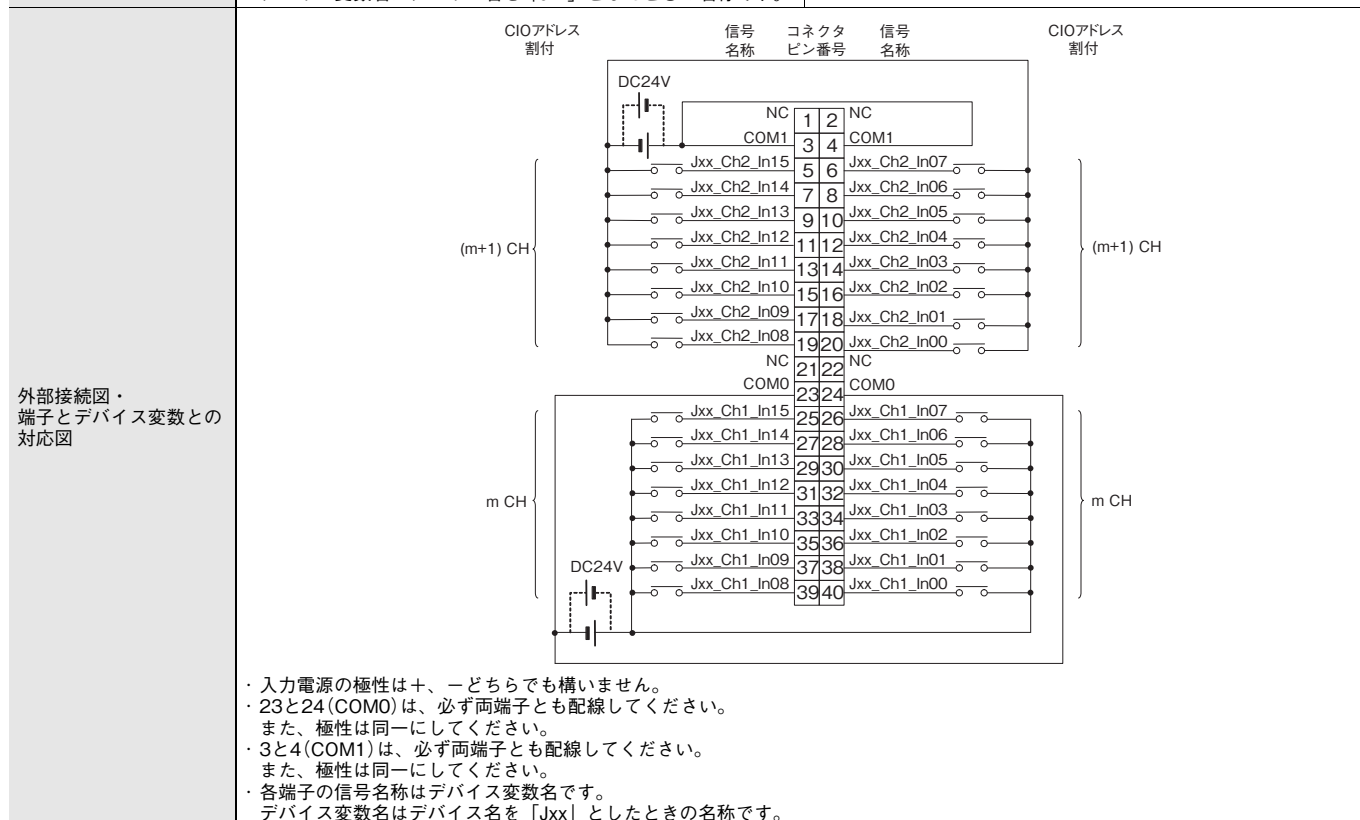 CIOアドレス 信号 コネクタ 信号 CIOアドレス
割付 名称 ピン番号 名称 割付
DC24V
NC 1 2 NC
COM1 3 4 COM1
Jxx_Ch2_In15 5 6 Jxx_Ch2_In07
Jxx_Ch2_In14 7 8 Jxx_Ch2_In06
Jxx_Ch2_In13 9 10 Jxx_Ch2_In05
(m+1) CH Jxx_Ch2_In12 11 12 Jxx_Ch2_In04 (m+1) CH
Jxx_Ch2_In11 13 14 Jxx_Ch2_In03
Jxx_Ch2_In10 15 16 Jxx_Ch2_In02
Jxx_Ch2_In09 17 18 Jxx_Ch2_In01
Jxx_Ch2_In08 19 20 Jxx_Ch2_In00
NC 21 22 NC
COM0 23 24 COM0
Jxx_Ch1_In15 25 26 Jxx_Ch1_In07
Jxx_Ch1_In14 27 28 Jxx_Ch1_In06
Jxx_Ch1_In13 29 30 Jxx_Ch1_In05
m CH Jxx_Ch1_In12 31 32 Jxx_Ch1_In04 m CH
Jxx_Ch1_In11 33 34 Jxx_Ch1_In03
Jxx_Ch1_In10 35 36 Jxx_Ch1_In02
DC24V Jxx_Ch1_In09 37 38 Jxx_Ch1_In01
Jxx_Ch1_In08 39 40 Jxx_Ch1_In00
外部接続図・
端子とデバイス変数との
対応図
・入力電源の極性は＋、－どちらでも構いません。
・23と24(COM0)は、必ず両端子とも配線してください。
また、極性は同一にしてください。
・3と4(COM1)は、必ず両端子とも配線してください。
また、極性は同一にしてください。
・各端子の信号名称はデバイス変数名です。
デバイス変数名はデバイス名を「Jxx」としたときの名称です。